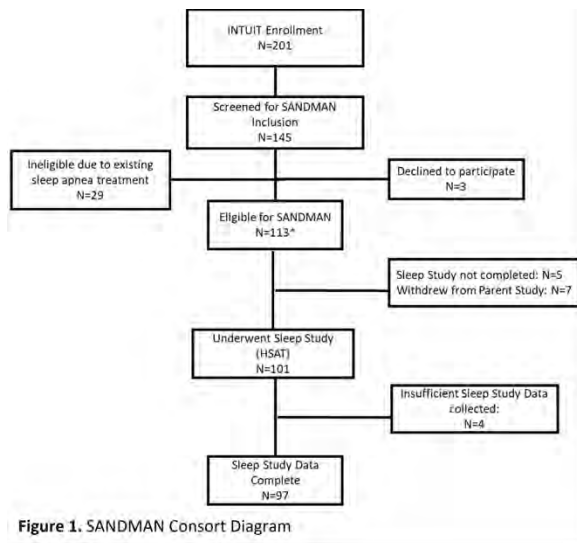 INTUIT Enrollment
N=201
Screened for SANDMAN
Inclusion
N=145
Ineligible due to existing
sleep apnea treatment
N=29
Declined to participate
N=3
Eligible for SANDMAN
N=113*
Sleep Study not completed: N=5
Withdrew from Parent Study: N=7
Underwent Sleep Study
(HSAT)
N=101
Insufficient Sleep Study Data
collected:
N=4
Sleep Study Data
Complete
N=97
Figure 1. SANDMAN Consort Diagram